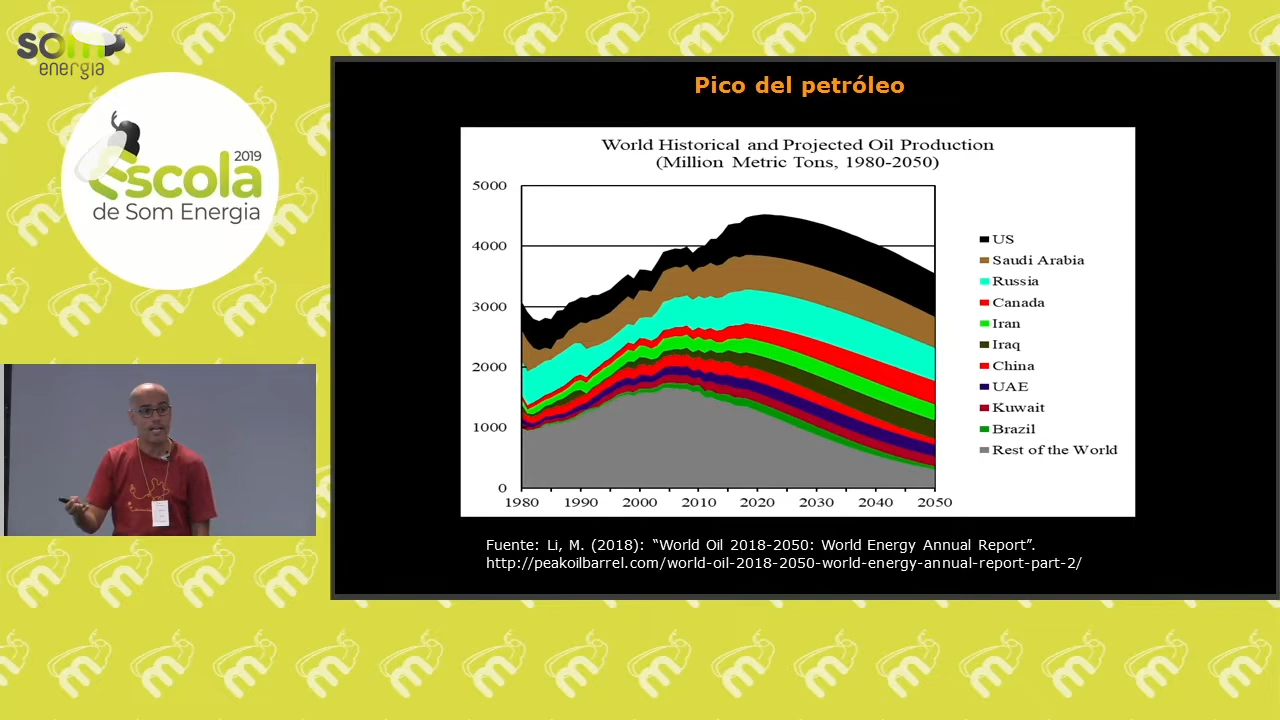 som
energia
2019
Escola
de Som Energia
Pico del petróleo
World Historical and Projected Oil Production
(Million Metric Tons, 1980-2050)
5000
4000
3000
2000
1000
0
1980 1990 2000 2010 2020 2030 2040 2050
US
Saudi Arabia
Russia
Canada
Iran
Iraq
China
UAE
Kuwait
Brazil
Rest of the World
Fuente: Li, M. (2018): “World Oil 2018-2050: World Energy Annual Report”.
http://peakoilbarrel.com/world-oil-2018-2050-world-energy-annual-report-part-2/